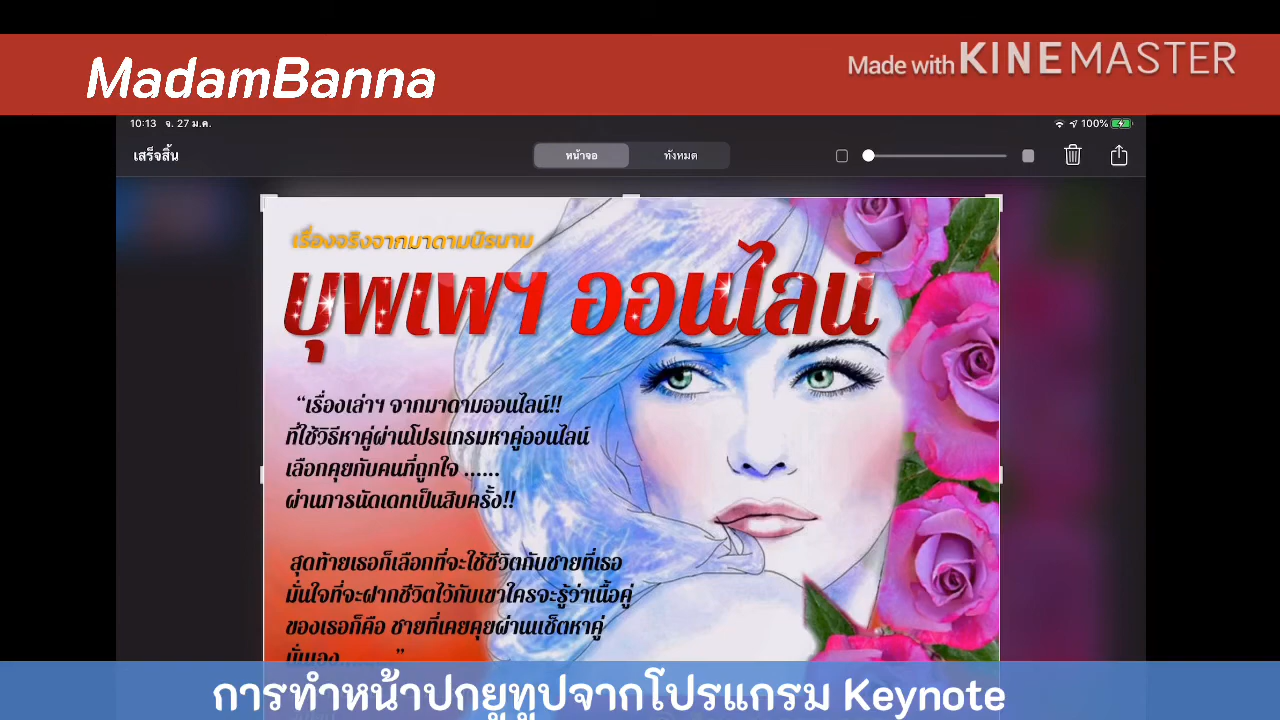 MadamBanna
Made with KINEMASTER
10:13 จ. 27 ม.ค.
100%
เสร็จสิ้น
หน้าจอ
ทั้งหมด
เรื่องจริงจากมาดามนิรนาม
บุพเพฯ ออนไลน์
“เรื่องเล่าฯ จากมาดามออนไลน์!!
ที่ใช้วิธีหาคู่ผ่านโปรแกรมหาคู่ออนไลน์
เลือกคุยกับคนที่ถูกใจ ......
ผ่านการนัดเดทเป็นสิบครั้ง!!
สุดท้ายเธอก็เลือกที่จะใช้ชีวิตกับชายที่เธอ
มั่นใจที่จะฝากชีวิตไว้กับเขาใครจะรู้ว่าเนื้อคู่
ของเธอก็คือ ชายที่เคยคุยผ่านแช็ตหาคู่
นั่นเอง.......... ”
การทำหน้าปกยูทูปจากโปรแกรม Keynote